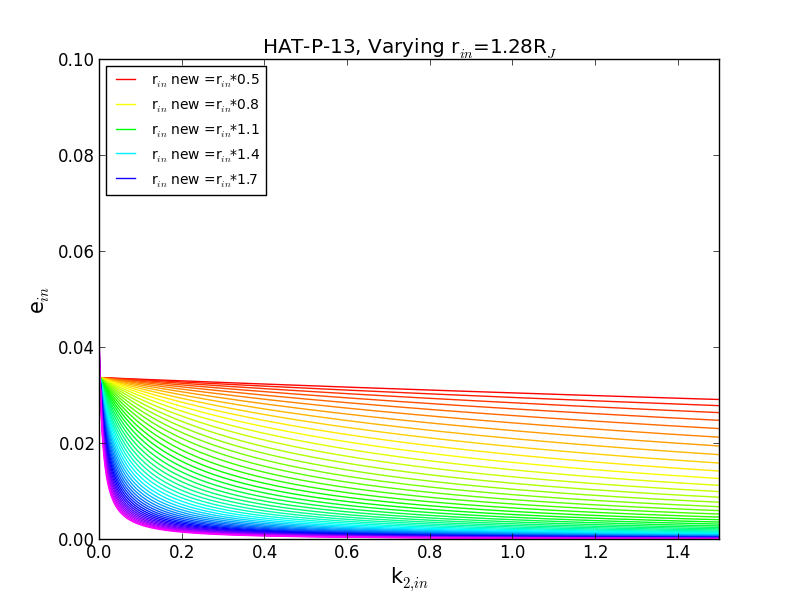 HAT-P-13, Varying r_in=1.28R_J
r_in new =r_in*0.5
r_in new =r_in*0.8
r_in new =r_in*1.1
r_in new =r_in*1.4
r_in new =r_in*1.7
0.10
0.08
0.06
0.04
0.02
0.00
e_in
0.0 0.2 0.4 0.6 0.8 1.0 1.2 1.4
k_2,in